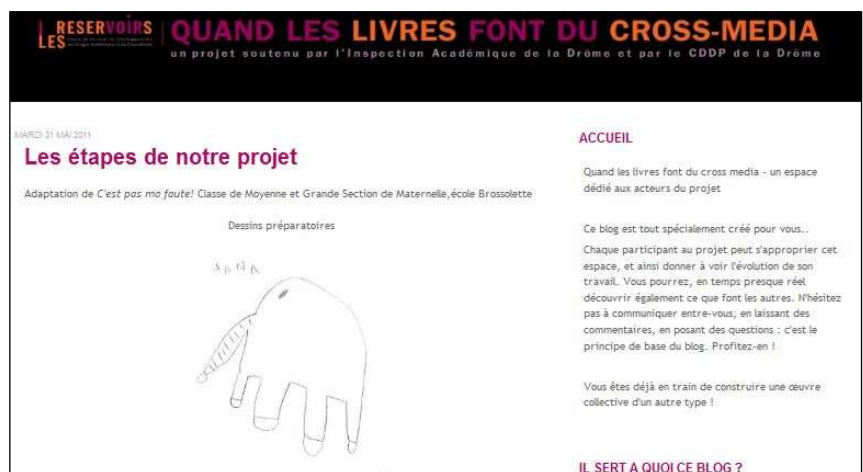 LES RESERVOIRS
QUAND LES LIVRES FONT DU CROSS-MEDIA
un projet soutenu par l'Inspection Académique de la Drôme et par le CDDP de la Drôme
MARDI 31 MAI 2011
Les étapes de notre projet
Adaptation de C'est pas ma faute! Classe de Moyenne et Grande Section de Maternelle,école Brossolette
Dessins préparatoires
SANA
ACCUEIL
Quand les livres font du cross media - un espace
dédié aux acteurs du projet
Ce blog est tout spécialement créé pour vous..
Chaque participant au projet peut s'approprier cet
espace, et ainsi donner à voir l'évolution de son
travail. Vous pourrez, en temps presque réel
découvrir également ce que font les autres. N'hésitez
pas à communiquer entre-vous, en laissant des
commentaires, en posant des questions : c'est le
principe de base du blog. Profitez-en !
Vous êtes déjà en train de construire une œuvre
collective d'un autre type !
IL SERT A QUOI CE BLOG ?